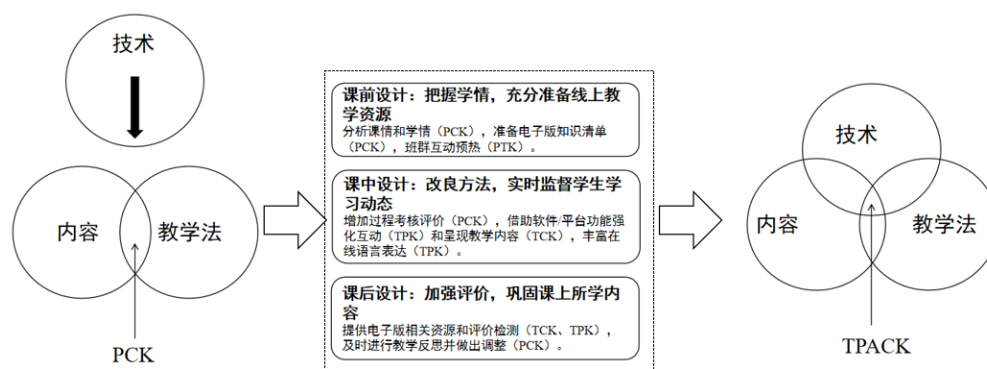 技术
内容
教学法
PCK
课前设计：把握学情，充分准备线上教
学资源
分析课情和学情（PCK），准备电子版知识清单
（PCK），班群互动预热（PTK）。
课中设计：改良方法，实时监督学生学
习动态
增加过程考核评价（PCK），借助软件/平台功能强
化互动（TPK）和呈现教学内容（TCK），丰富在
线语言表达（TPK）。
课后设计：加强评价，巩固课上所学内
容
提供电子版相关资源和评价检测（TCK、TPK），
及时进行教学反思并做出调整（PCK）。
技术
内容
教学法
TPACK